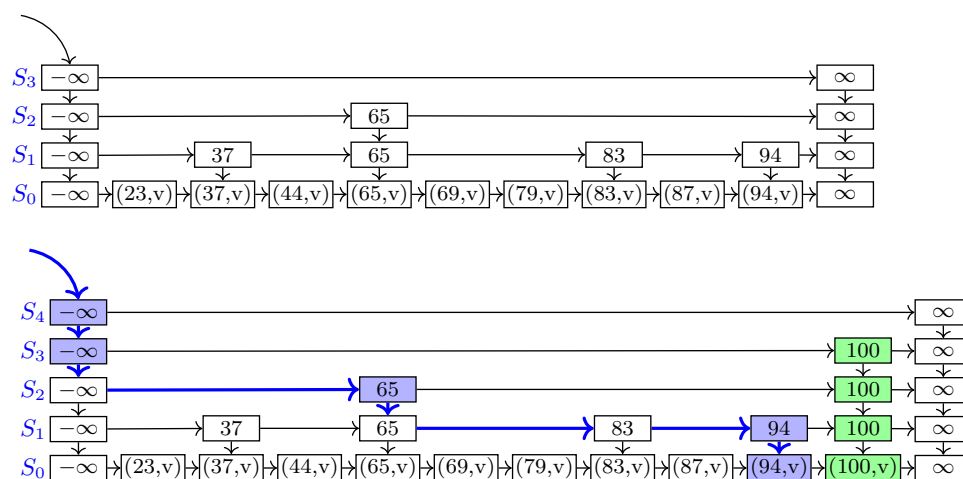 S3 −∞ ∞
S2 −∞ 65 ∞
S1 −∞ 37 65 83 94 ∞
S0 −∞ (23,v) (37,v) (44,v) (65,v) (69,v) (79,v) (83,v) (87,v) (94,v) ∞
S4 −∞ ∞
S3 −∞ 100 ∞
S2 −∞ 65 100 ∞
S1 −∞ 37 65 83 94 100 ∞
S0 −∞ (23,v) (37,v) (44,v) (65,v) (69,v) (79,v) (83,v) (87,v) (94,v) (100,v) ∞